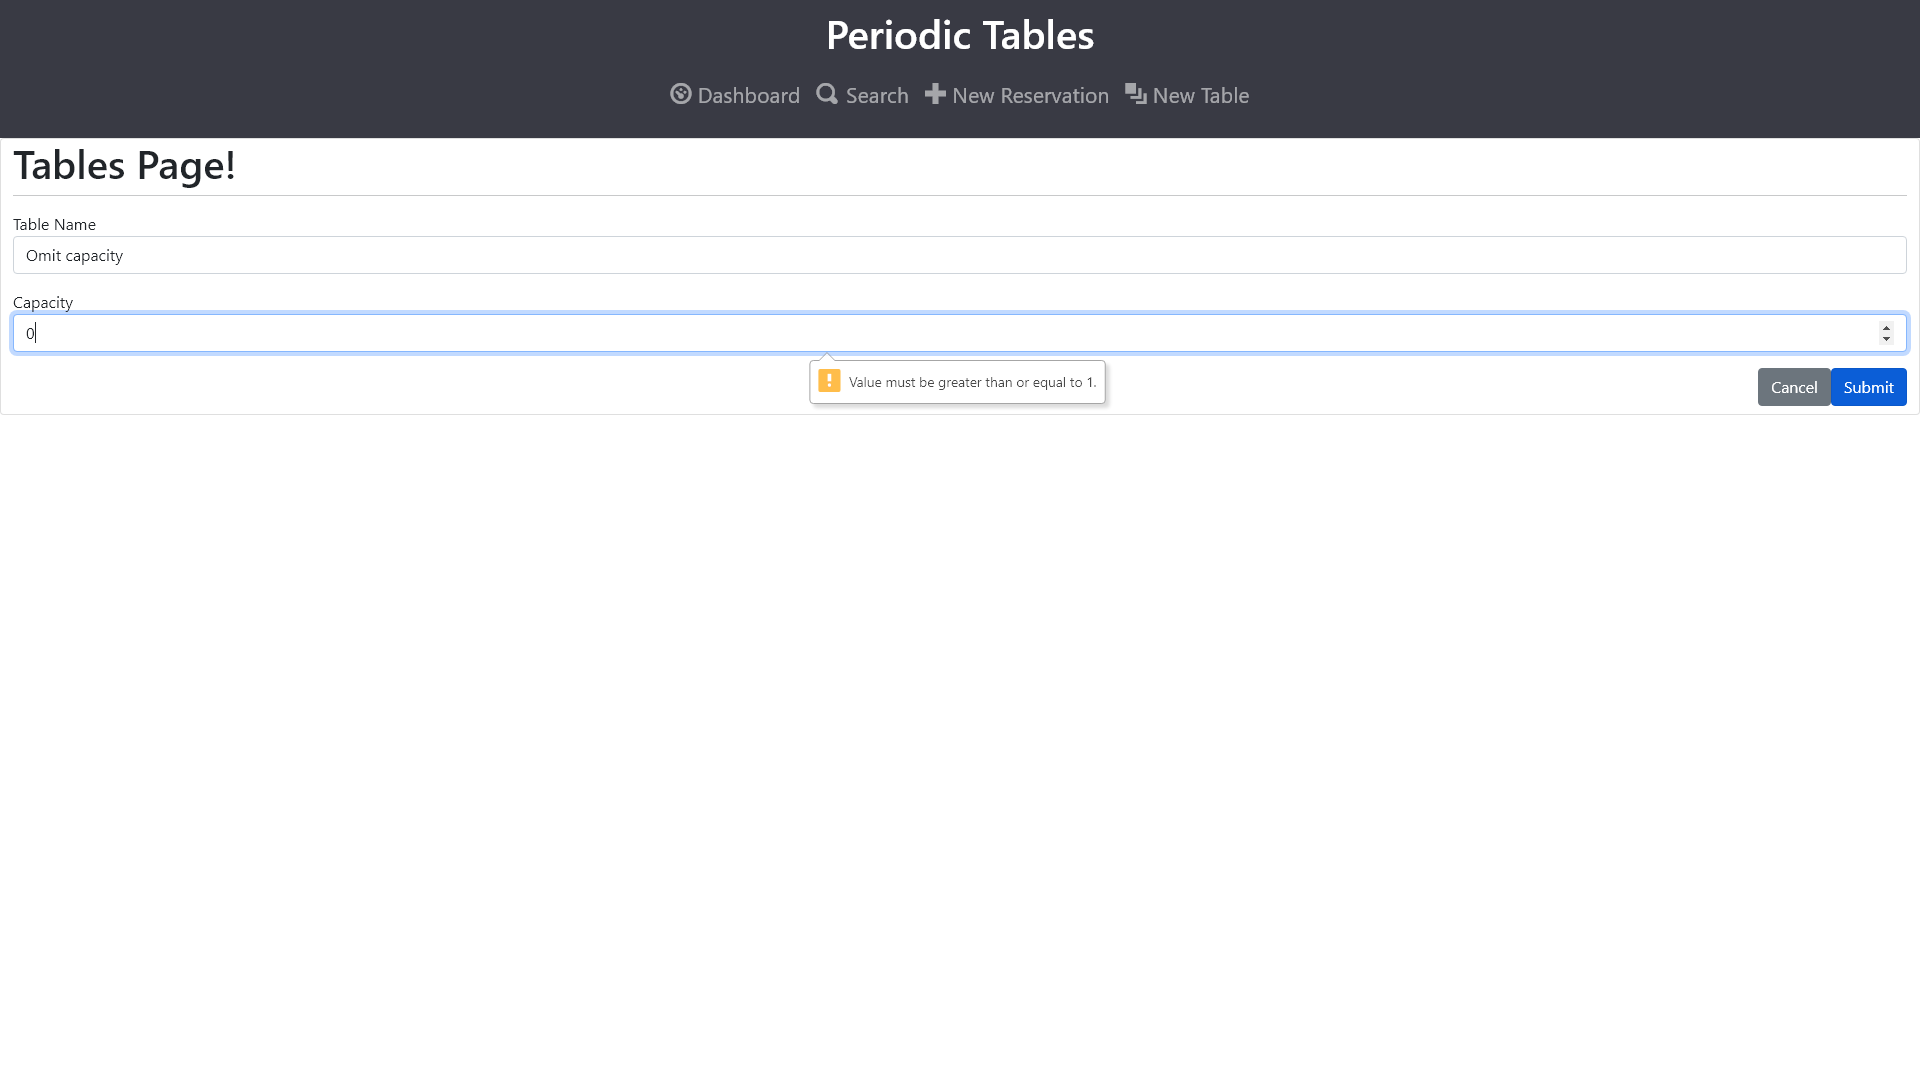 Periodic Tables
Dashboard Search New Reservation New Table
Tables Page!
Table Name
Omit capacity
Capacity
0
Value must be greater than or equal to 1.
Cancel Submit